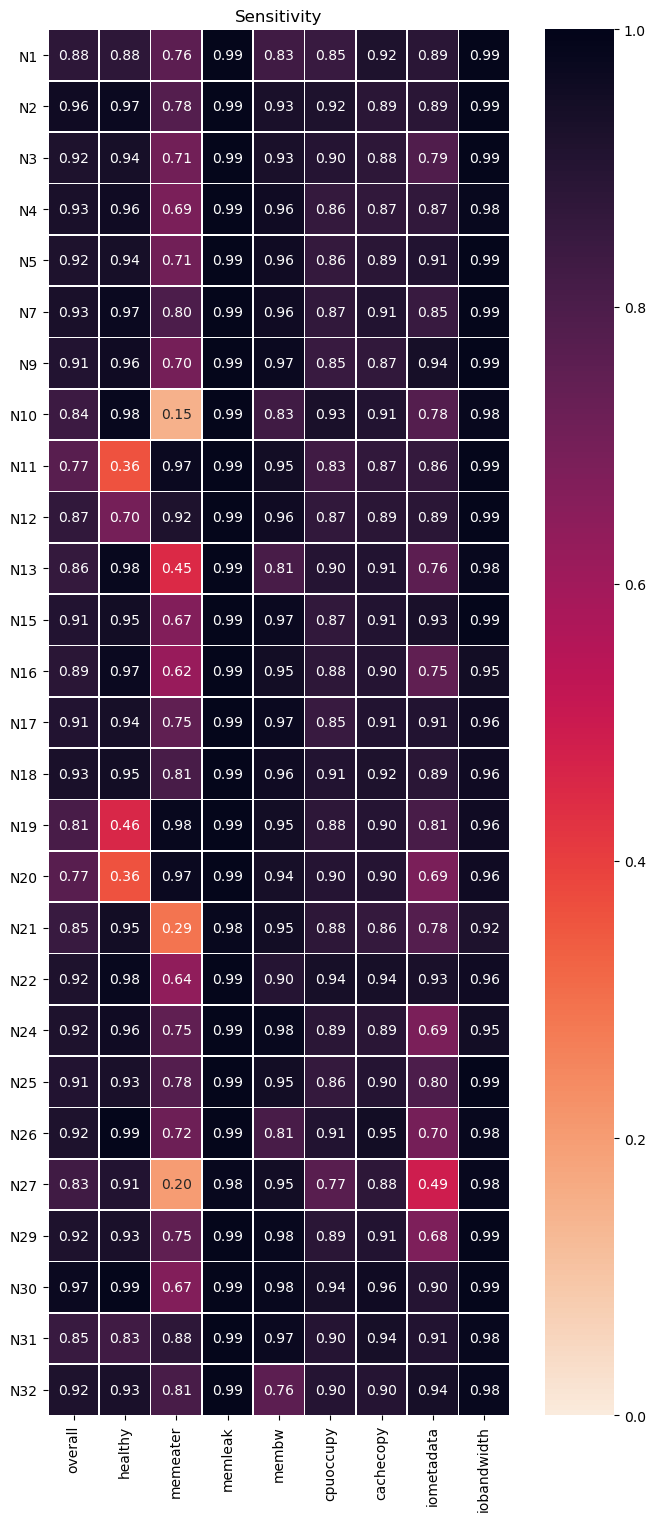 Sensitivity
N1 0.88 0.88 0.76 0.99 0.83 0.85 0.92 0.89 0.99
N2 0.96 0.97 0.78 0.99 0.93 0.92 0.89 0.89 0.99
N3 0.92 0.94 0.71 0.99 0.93 0.90 0.88 0.79 0.99
N4 0.93 0.96 0.69 0.99 0.96 0.86 0.87 0.87 0.98
N5 0.92 0.94 0.71 0.99 0.96 0.86 0.89 0.91 0.99
N7 0.93 0.97 0.80 0.99 0.96 0.87 0.91 0.85 0.99
N9 0.91 0.96 0.70 0.99 0.97 0.85 0.87 0.94 0.99
N10 0.84 0.98 0.15 0.99 0.83 0.93 0.91 0.78 0.98
N11 0.77 0.36 0.97 0.99 0.95 0.83 0.87 0.86 0.99
N12 0.87 0.70 0.92 0.99 0.96 0.87 0.89 0.89 0.99
N13 0.86 0.98 0.45 0.99 0.81 0.90 0.91 0.76 0.98
N15 0.91 0.95 0.67 0.99 0.97 0.87 0.91 0.93 0.99
N16 0.89 0.97 0.62 0.99 0.95 0.88 0.90 0.75 0.95
N17 0.91 0.94 0.75 0.99 0.97 0.85 0.91 0.91 0.96
N18 0.93 0.95 0.81 0.99 0.96 0.91 0.92 0.89 0.96
N19 0.81 0.46 0.98 0.99 0.95 0.88 0.90 0.81 0.96
N20 0.77 0.36 0.97 0.99 0.94 0.90 0.90 0.69 0.96
N21 0.85 0.95 0.29 0.98 0.95 0.88 0.86 0.78 0.92
N22 0.92 0.98 0.64 0.99 0.90 0.94 0.94 0.93 0.96
N24 0.92 0.96 0.75 0.99 0.98 0.89 0.89 0.69 0.95
N25 0.91 0.93 0.78 0.99 0.95 0.86 0.90 0.80 0.99
N26 0.92 0.99 0.72 0.99 0.81 0.91 0.95 0.70 0.98
N27 0.83 0.91 0.20 0.98 0.95 0.77 0.88 0.49 0.98
N29 0.92 0.93 0.75 0.99 0.98 0.89 0.91 0.68 0.99
N30 0.97 0.99 0.67 0.99 0.98 0.94 0.96 0.90 0.99
N31 0.85 0.83 0.88 0.99 0.97 0.90 0.94 0.91 0.98
N32 0.92 0.93 0.81 0.99 0.76 0.90 0.90 0.94 0.98
overall
healthy
memeater
memleak
membw
cpuoccupy
cachecopy
iometadata
iobandwidth
1.0
0.8
0.6
0.4
0.2
0.0